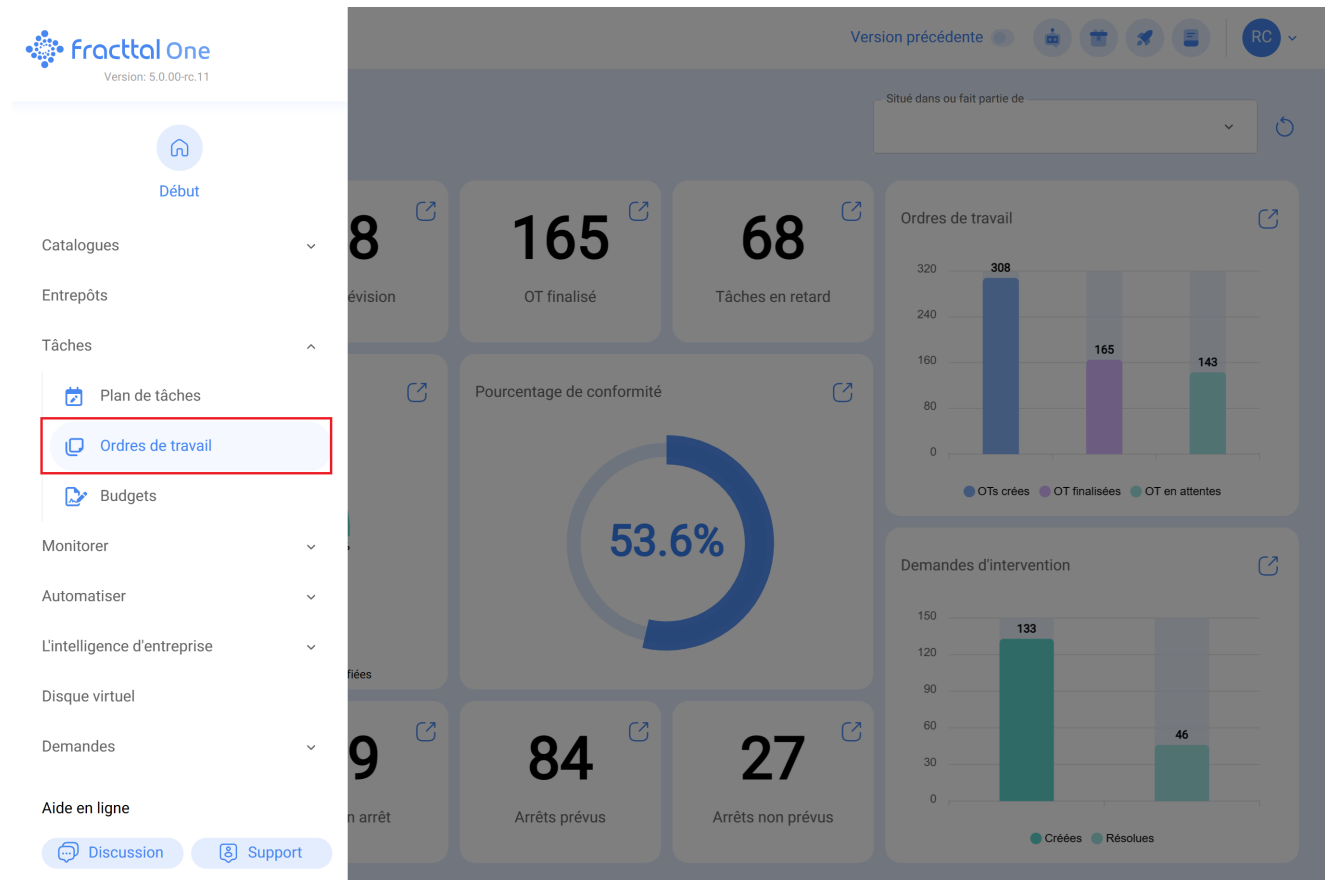 fracttal One
Version: 5.0.00-rc.11
Début
Catalogues
Entrepôts
Tâches
Plan de tâches
Ordres de travail
Budgets
Monitorer
Automatiser
L'intelligence d'entreprise
Disque virtuel
Demandes
Aide en ligne
Discussion
Support
Version précédente
RC
Situé dans ou fait partie de
8
évision
165
OT finalisé
68
Tâches en retard
Ordres de travail
320
240
160
80
0
308
165
143
OTs crées
OT finalisées
OT en attentes
fiées
Pourcentage de conformité
53.6%
Demandes d'intervention
150
120
90
60
30
0
133
46
Créées
Résolues
9
n arrêt
84
Arrêts prévus
27
Arrêts non prévus